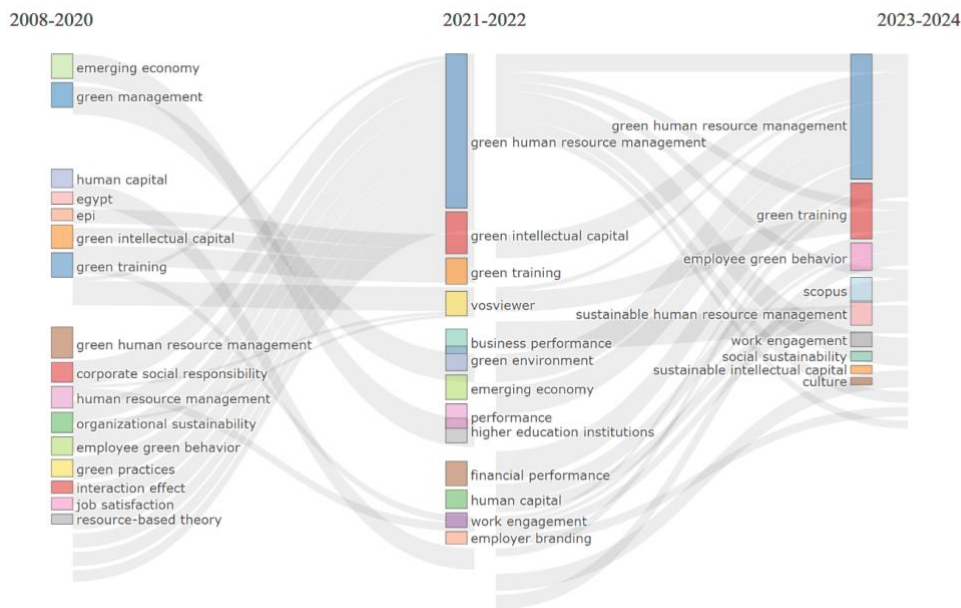 2008-2020
2021-2022
2023-2024
emerging economy
green management
human capital
egypt
epi
green intellectual capital
green training
green human resource management
corporate social responsibility
human resource management
organizational sustainability
employee green behavior
green practices
interaction effect
job satisfaction
resource-based theory
green human resource management
green intellectual capital
green training
vosviewer
business performance
green environment
emerging economy
performance
higher education institutions
financial performance
human capital
work engagement
employer branding
green human resource management
green training
employee green behavior
scopus
sustainable human resource management
work engagement
social sustainability
sustainable intellectual capital
culture